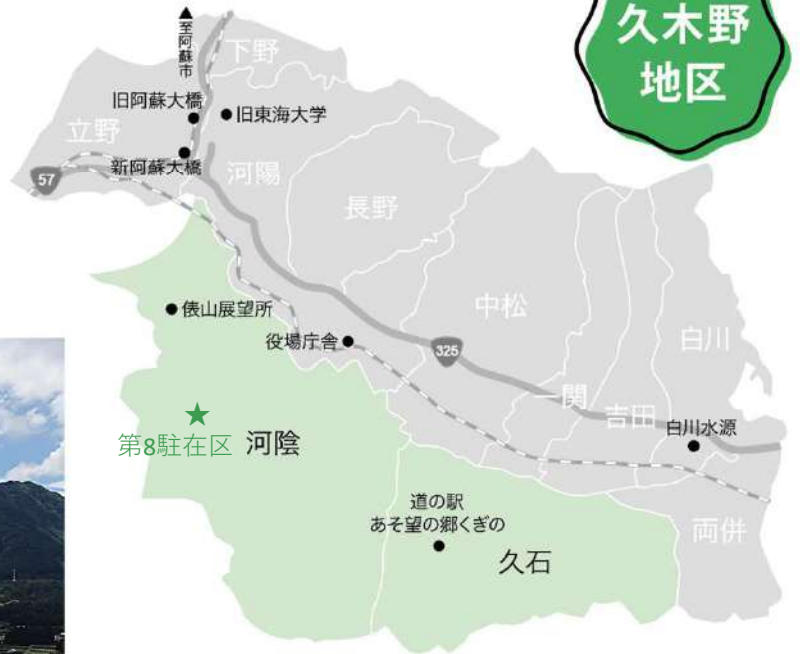 久木野
地区
▲至阿蘇市
下野
旧阿蘇大橋
旧東海大学
立野
新阿蘇大橋
河陽
57
長野
俵山展望所
中松
役場庁舎
325
白川
一関
吉田
白川水源
★
第8駐在区
河陰
道の駅
あそ望の郷くぎの
久石
両併